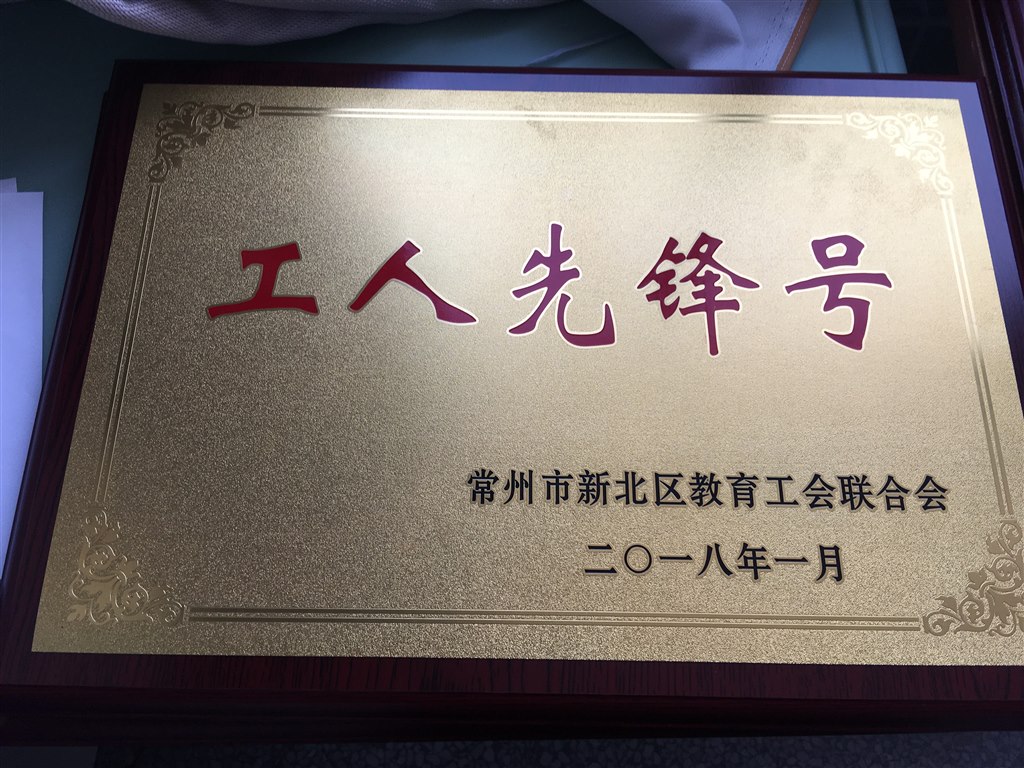 工人先锋号
常州市新北区教育工会联合会
二〇一八年一月